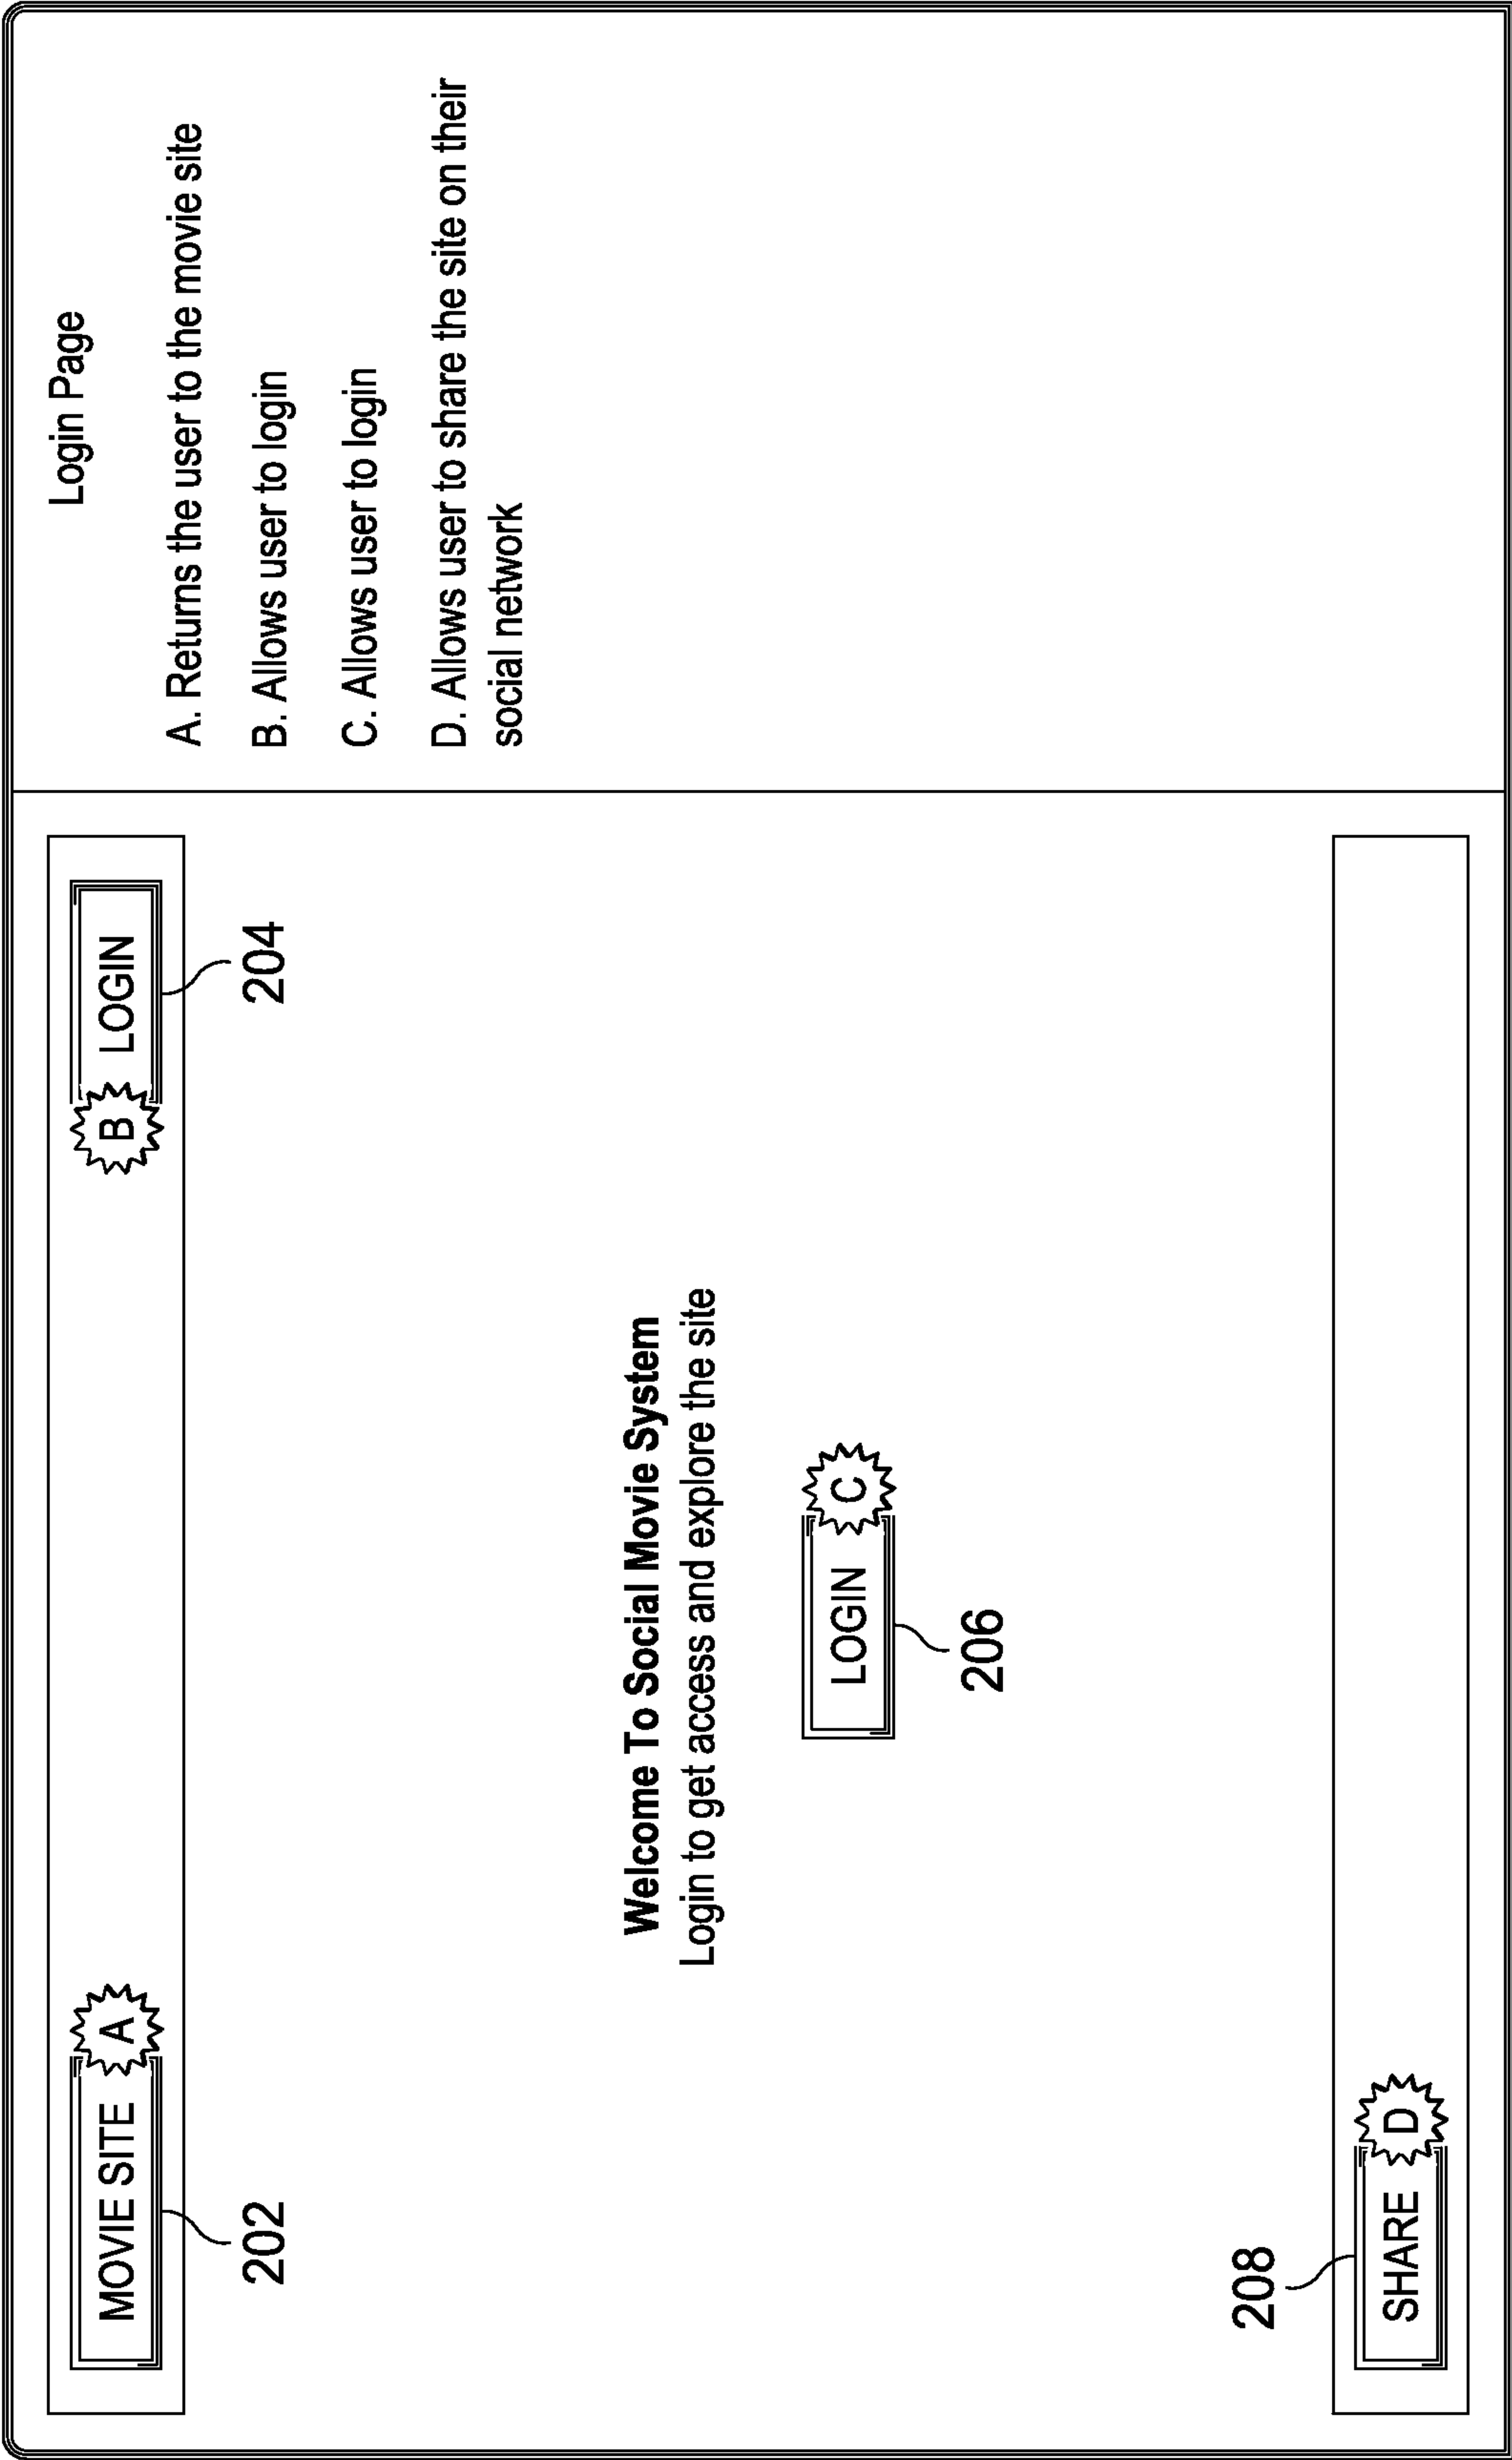 MOVIE SITE A
B LOGIN
202
204
Welcome To Social Movie System
Login to get access and explore the site
LOGIN C
206
208
SHARE D
Login Page
A. Returns the user to the movie site
B. Allows user to login
C. Allows user to login
D. Allows user to share the site on their
social network